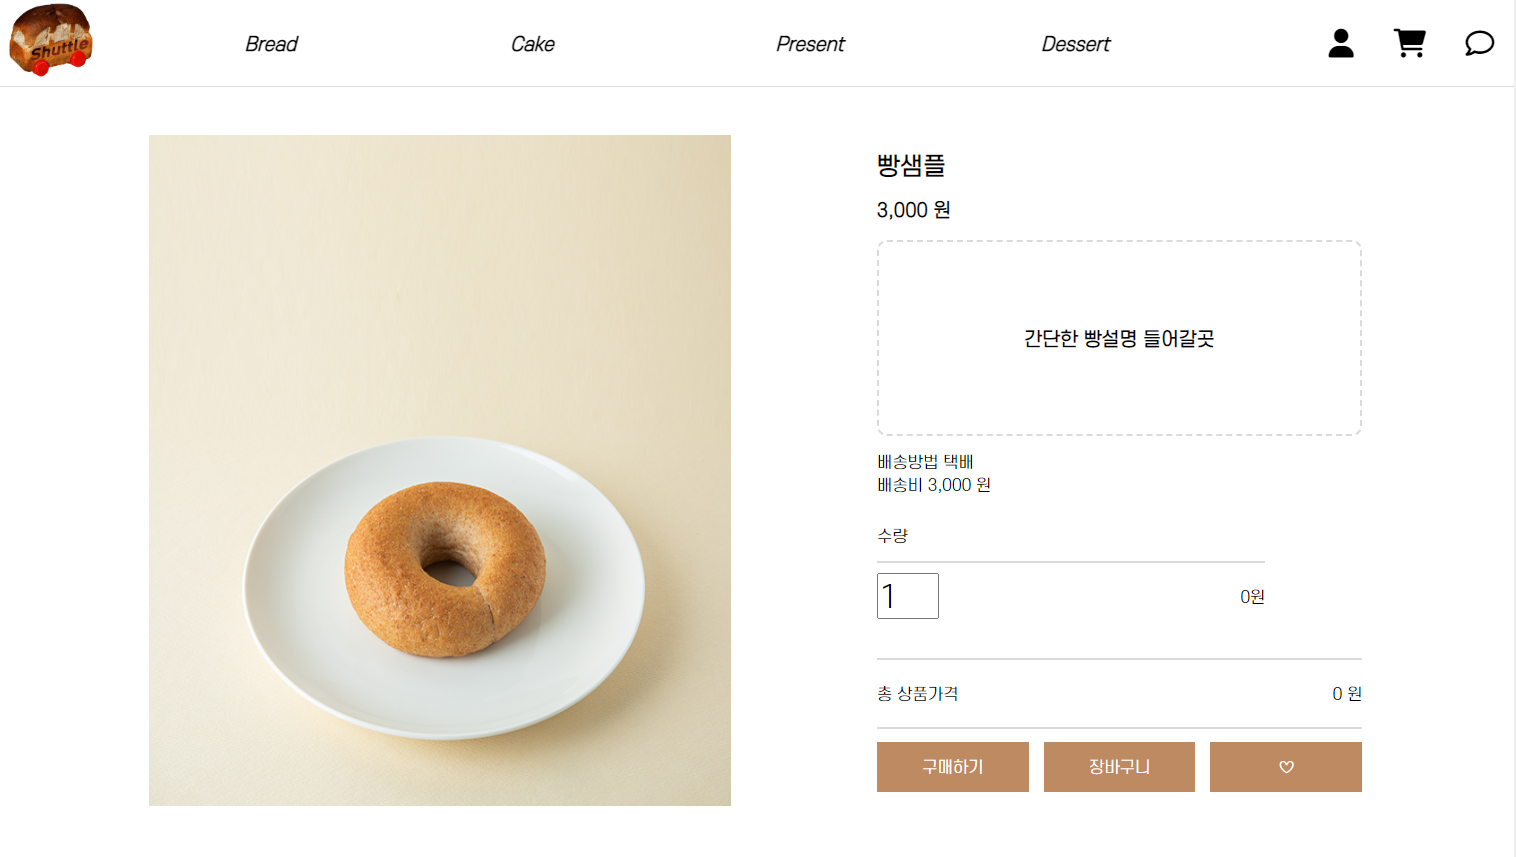 Shuttle
Bread
Cake
Present
Dessert
빵샘플
3,000 원
간단한 빵설명 들어갈곳
배송방법 택배
배송비 3,000 원
수량
1
0원
총 상품가격
0 원
구매하기
장바구니
♡